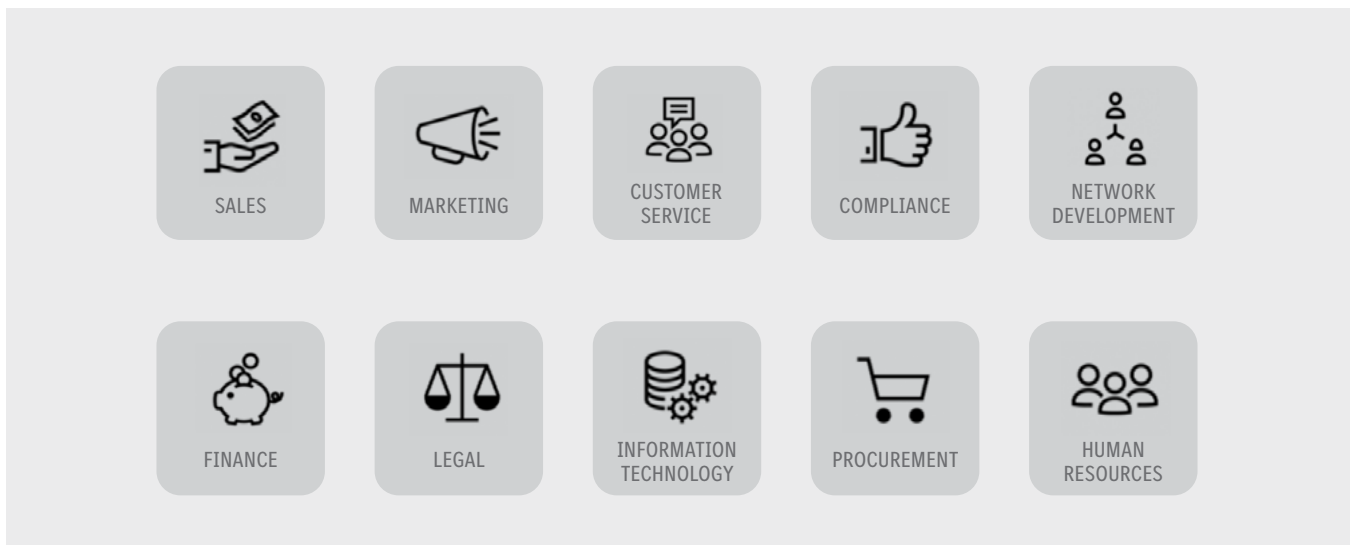 SALES
MARKETING
CUSTOMER
SERVICE
COMPLIANCE
NETWORK
DEVELOPMENT
FINANCE
LEGAL
INFORMATION
TECHNOLOGY
PROCUREMENT
HUMAN
RESOURCES